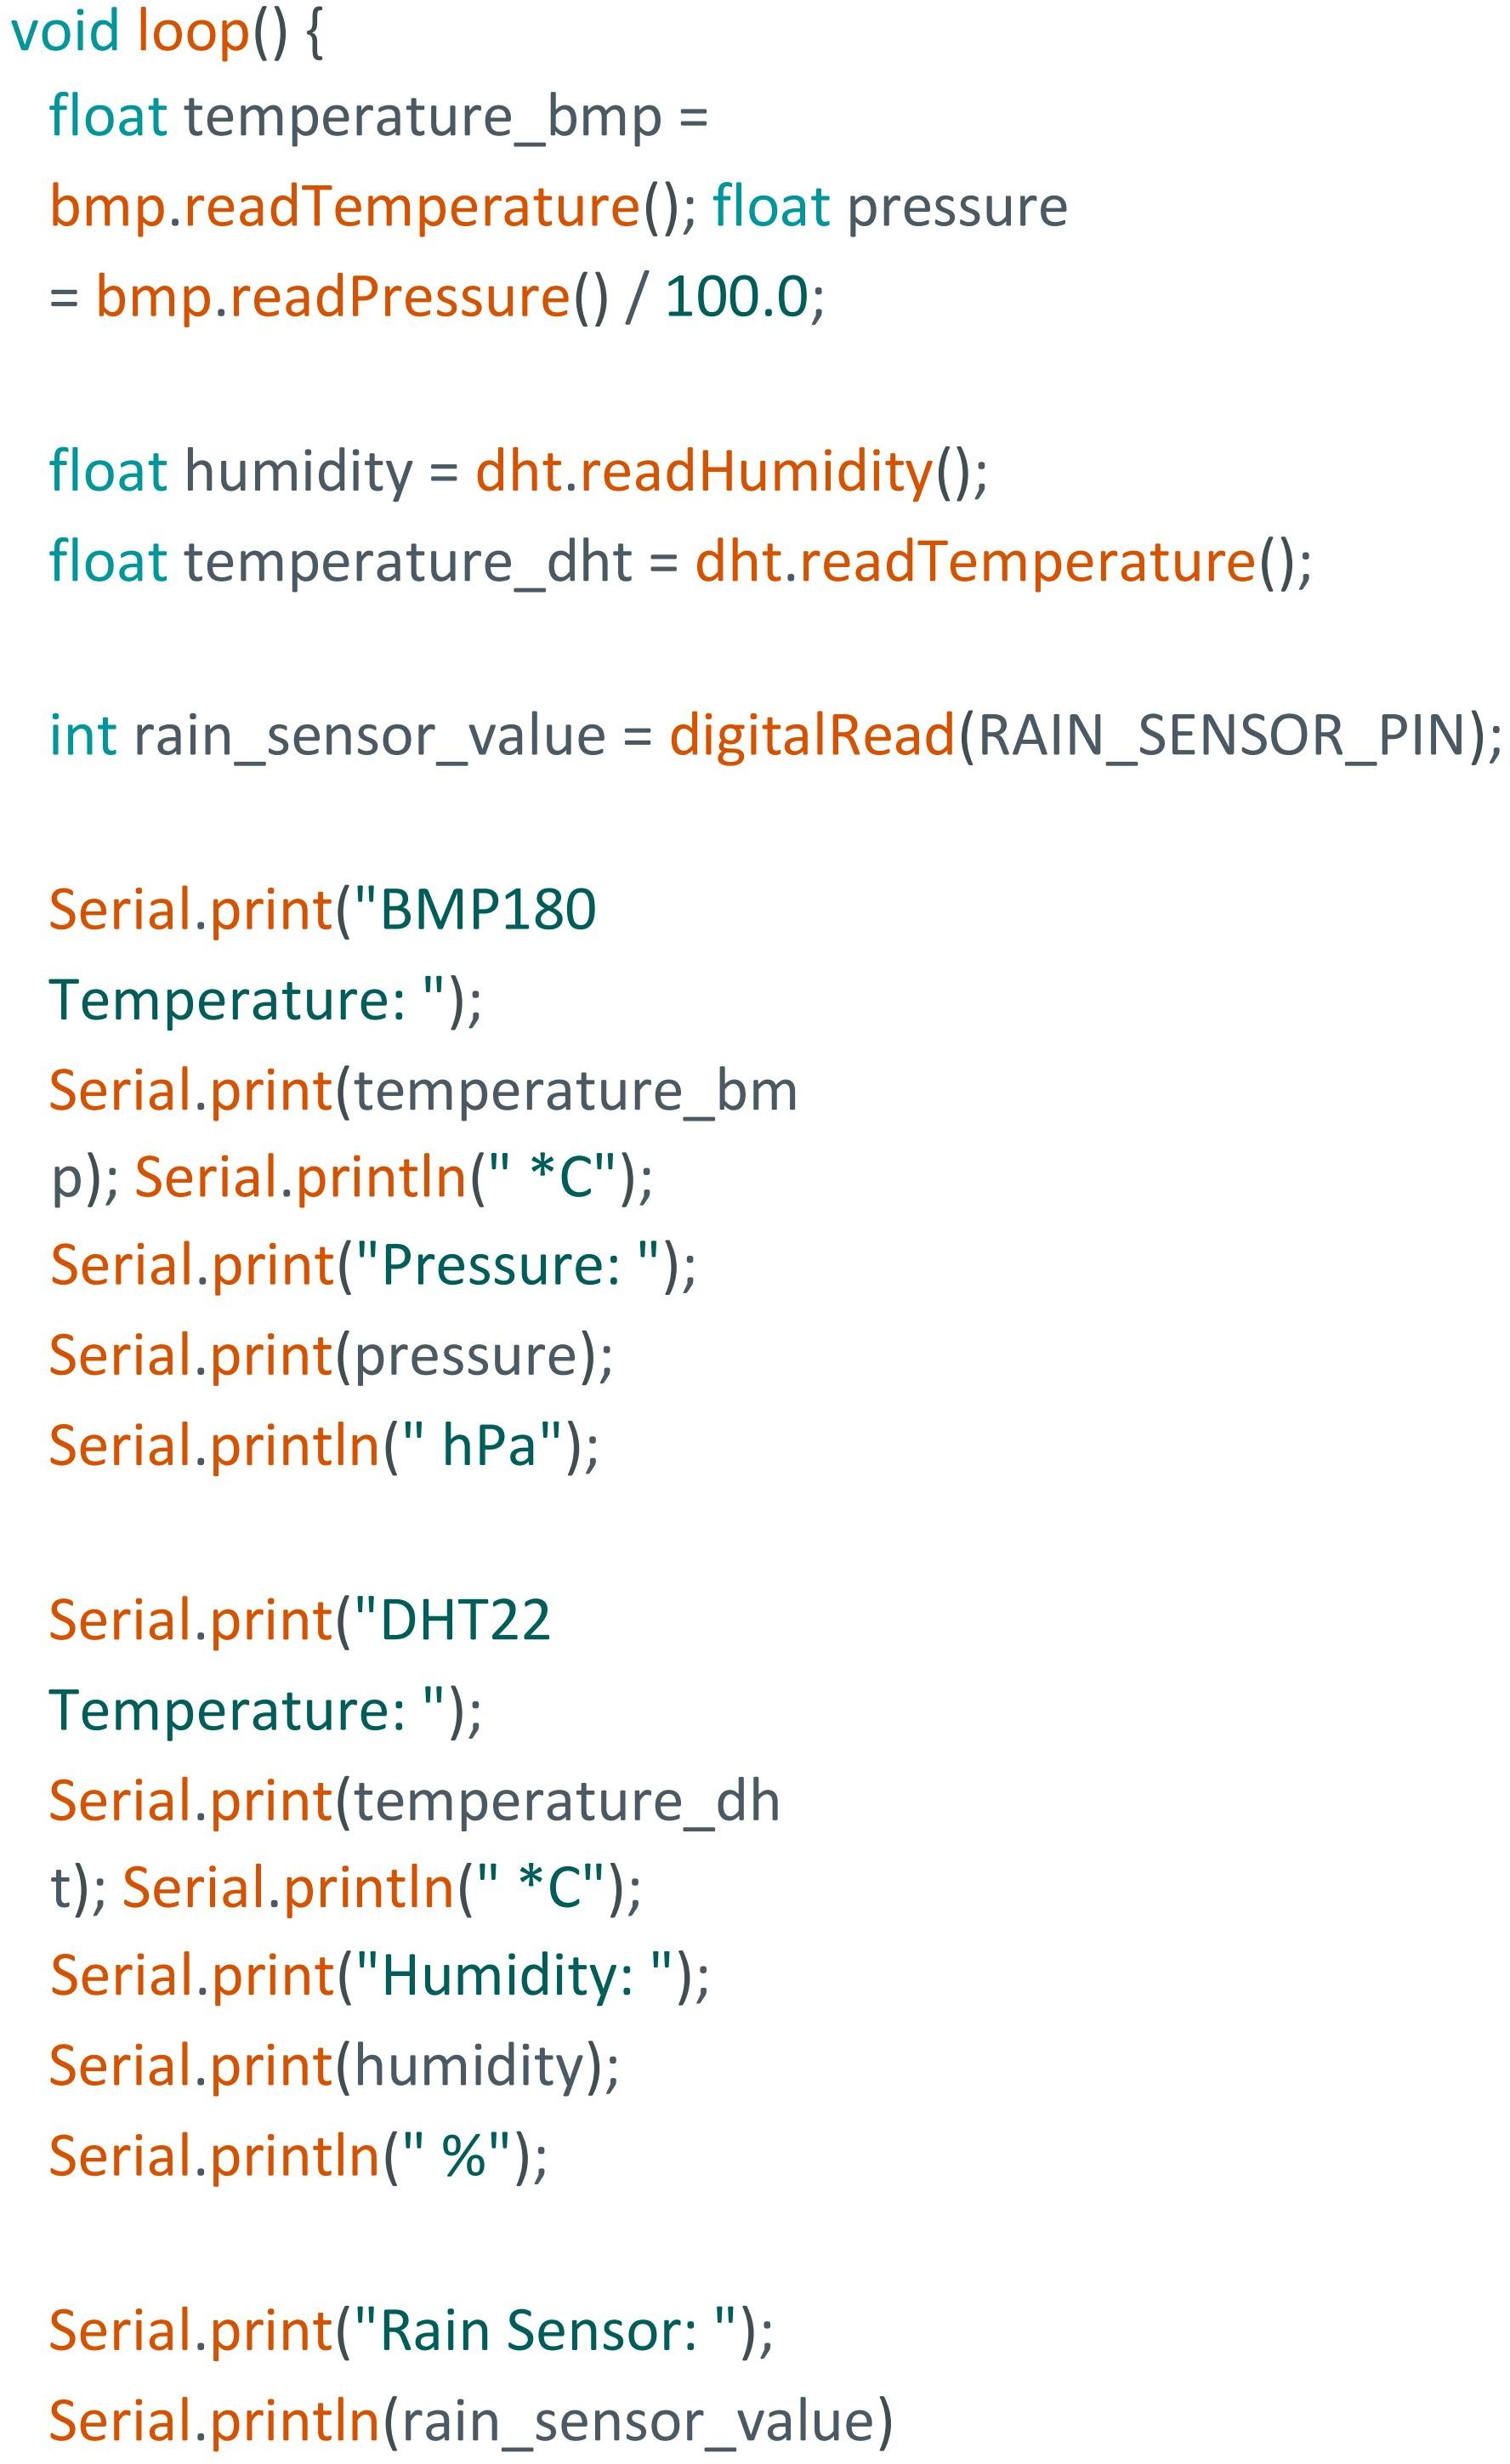 void loop() {
float temperature_bmp =
bmp.readTemperature(); float pressure
= bmp.readPressure() / 100.0;
float humidity = dht.readHumidity();
float temperature_dht = dht.readTemperature();
int rain_sensor_value = digitalRead(RAIN_SENSOR_PIN);
Serial.print("BMP180
Temperature: ");
Serial.print(temperature_bm
p); Serial.println(" *C");
Serial.print("Pressure: ");
Serial.print(pressure);
Serial.println(" hPa");
Serial.print("DHT22
Temperature: ");
Serial.print(temperature_dh
t); Serial.println(" *C");
Serial.print("Humidity: ");
Serial.print(humidity);
Serial.println(" %");
Serial.print("Rain Sensor: ");
Serial.println(rain_sensor_value)